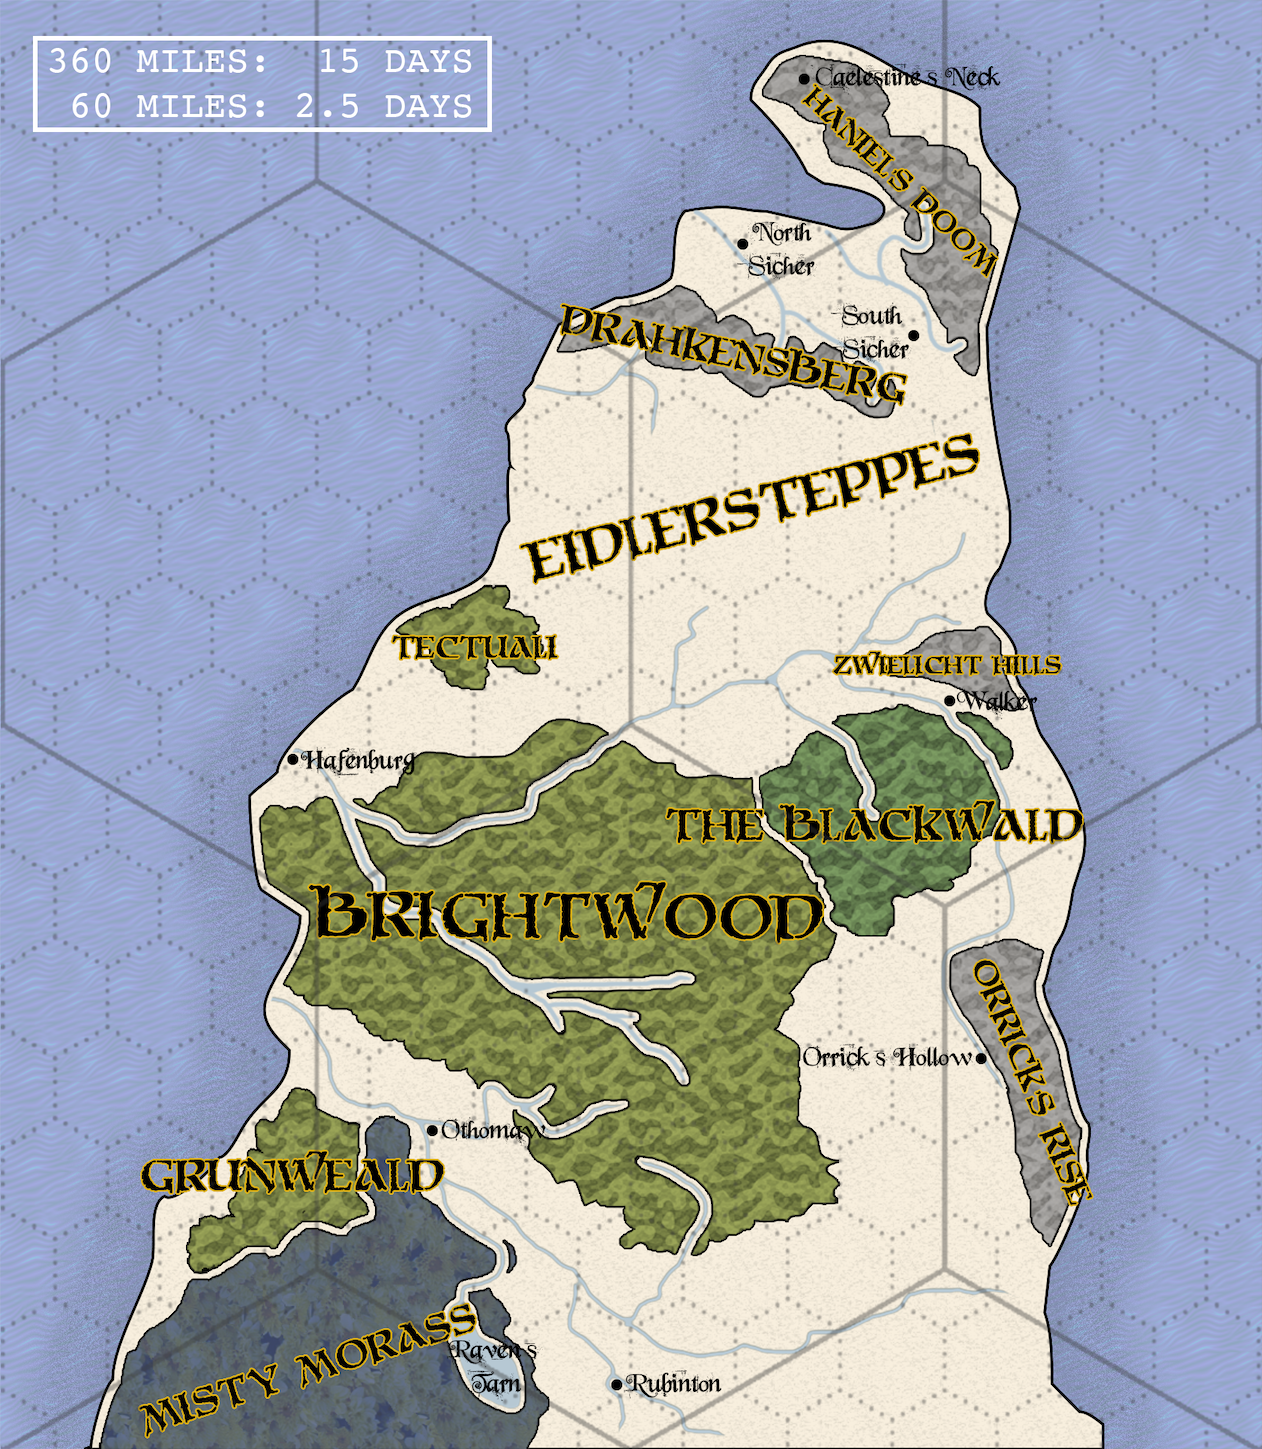 360 MILES: 15 DAYS
60 MILES: 2.5 DAYS
Caelestine's Neck
HANIEL'S DOOM
North
Sicher
DRAHKENSBERG
South
Sicher
EIDLERSTEPPES
TECTUALI
ZWIELICHT HILLS
Walker
Hafenburg
THE BLACKWALD
BRIGHTWOOD
ORRICK'S RISE
Orrick's Hollow
Othomaw
GRUNWEALD
MISTY MORASS
Raven's
Tarn
Rubinton